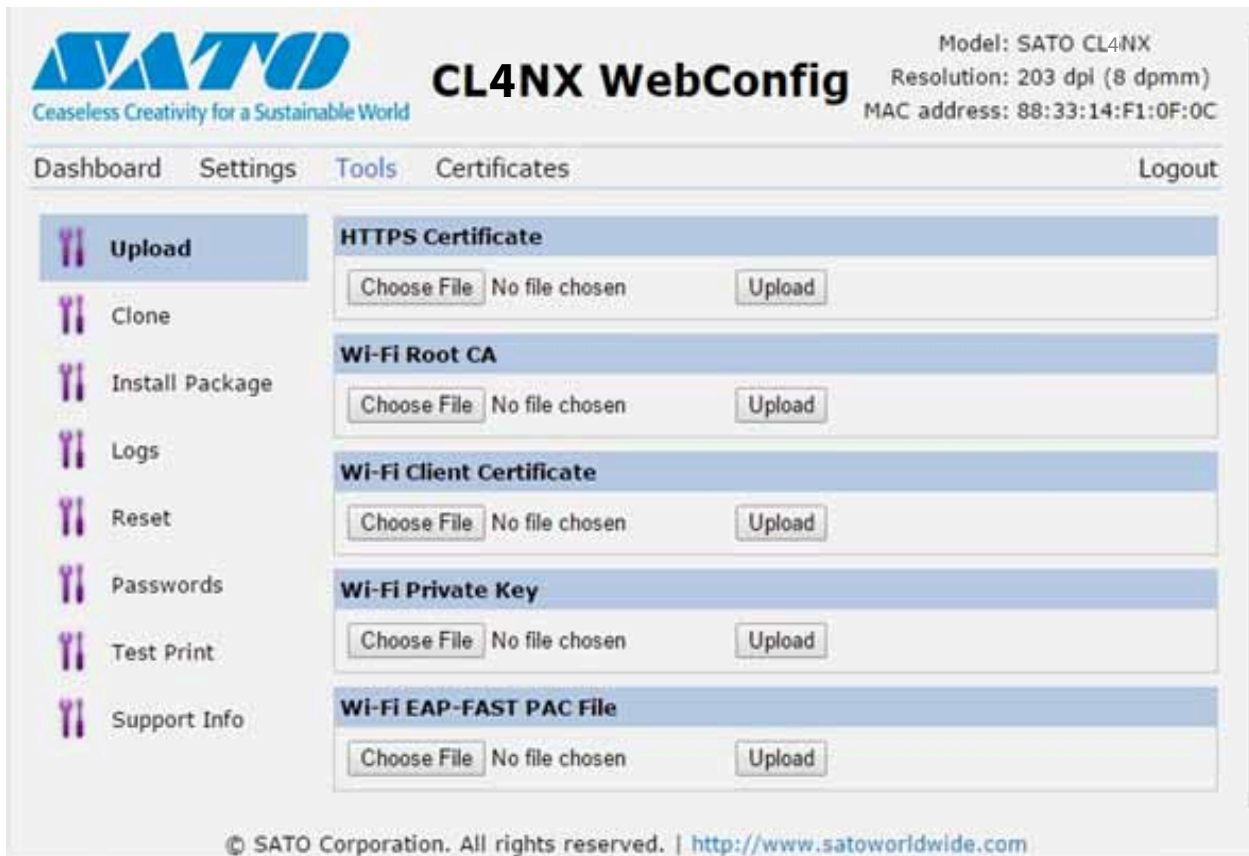 SATO
Ceaseless Creativity for a Sustainable World
CL4NX WebConfig
Model: SATO CL4NX
Resolution: 203 dpi (8 dpmm)
MAC address: 88:33:14:F1:0F:0C
Dashboard Settings Tools Certificates Logout
Upload
Clone
Install Package
Logs
Reset
Passwords
Test Print
Support Info
HTTPS Certificate
Choose File No file chosen Upload
Wi-Fi Root CA
Choose File No file chosen Upload
Wi-Fi Client Certificate
Choose File No file chosen Upload
Wi-Fi Private Key
Choose File No file chosen Upload
Wi-Fi EAP-FAST PAC File
Choose File No file chosen Upload
© SATO Corporation. All rights reserved. | http://www.satoworldwide.com